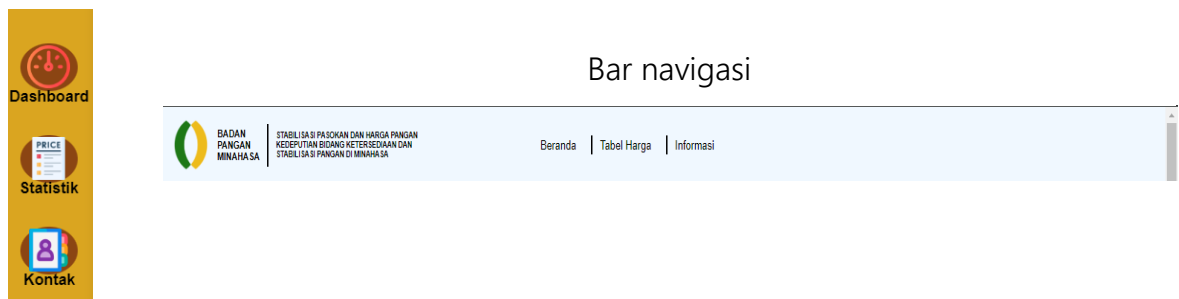 Dashboard
PRICE
Statistik
Kontak
Bar navigasi
BADAN
PANGAN
MINAHASA
STABILISASI PASOKAN DAN HARGA PANGAN
KEDEPUTIAN BIDANG KETERSEDIAAN DAN
STABILISASI PANGAN DI MINAHASA
Beranda
Tabel Harga
Informasi